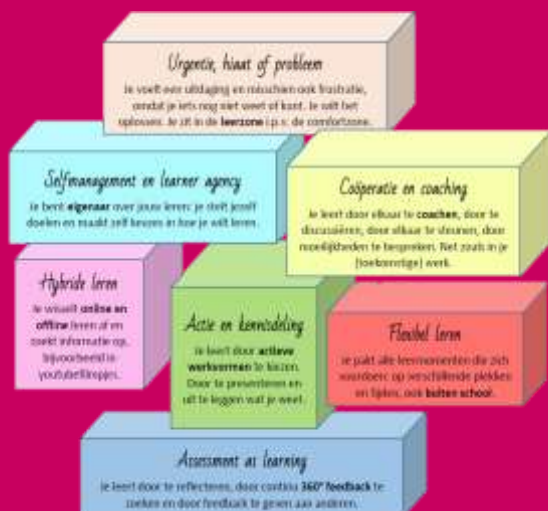 Urgentie, hiaat of probleem
Je voelt een uitdaging en misschien ook frustratie,
omdat je iets nog niet weet of kunt. Je wilt het
oplossen. Je zit in de leerzone i.p.v. de comfortzone.
Selfmanagement en learner agency
Je bent eigenaar over jouw leren: je stelt jezelf
doelen en maakt zelf keuzes in hoe je wilt leren.
Coöperatie en coaching
Je leert door elkaar te coachen, door te
discussiëren, door elkaar te steunen, door
moeilijkheden te bespreken. Net zoals in je
(toekomstige) werk.
Hybride leren
Je wisselt online en
offline leren af en
zoekt informatie op,
bijvoorbeeld in
youtubefilmpjes.
Actie en kennisdeling
Je leert door actieve
werkvormen te kiezen.
Door te presenteren en
uit te leggen wat je weet.
Flexibel leren
Je pakt alle leermomenten die zich
voordoen: op verschillende plekken
en tijden, ook buiten school.
Assessment as learning
Je leert door te reflecteren, door continu 360° feedback te
zoeken en door feedback te geven aan anderen.